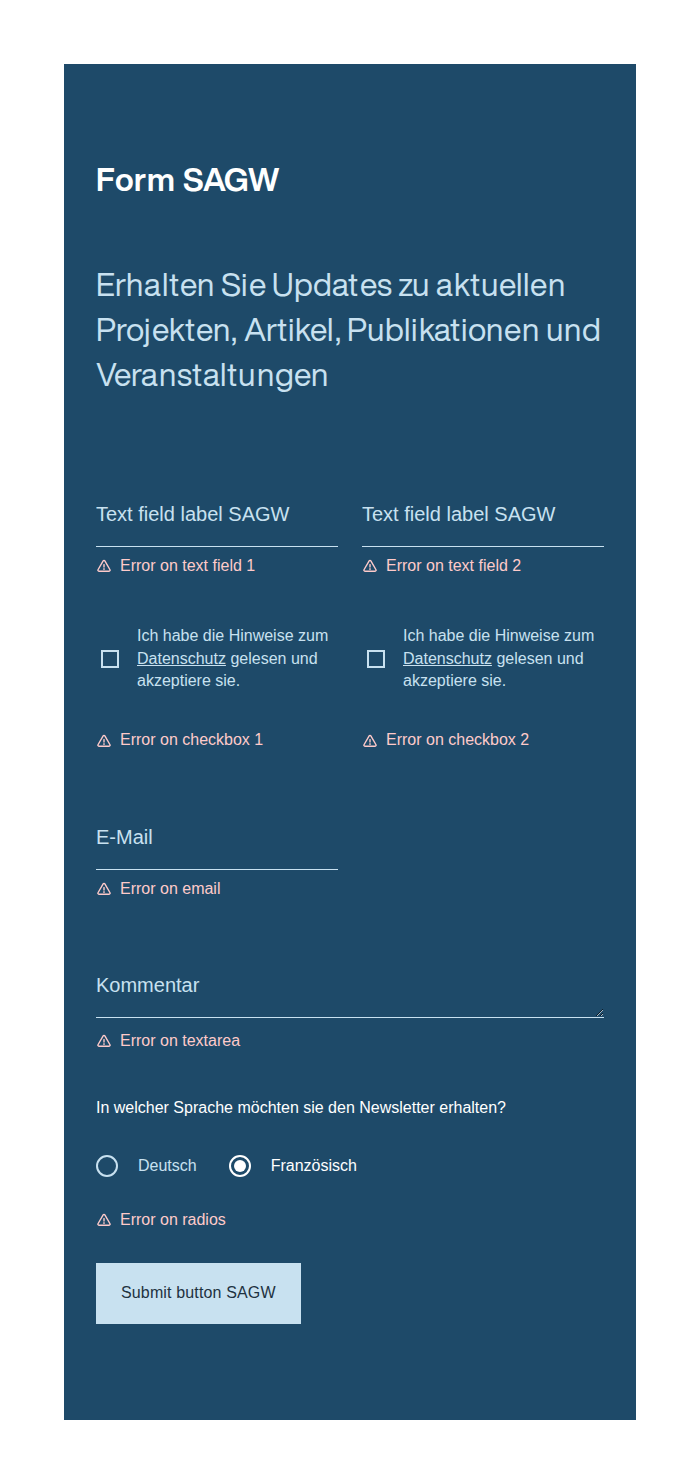 Form SAGW
Erhalten Sie Updates zu aktuellen
Projekten, Artikel, Publikationen und
Veranstaltungen
Text field label SAGW
Text field label SAGW
Error on text field 1
Error on text field 2
Ich habe die Hinweise zum
Datenschutz gelesen und
akzeptiere sie.
Ich habe die Hinweise zum
Datenschutz gelesen und
akzeptiere sie.
Error on checkbox 1
Error on checkbox 2
E-Mail
Error on email
Kommentar
Error on textarea
In welcher Sprache möchten sie den Newsletter erhalten?
Deutsch
Französisch
Error on radios
Submit button SAGW